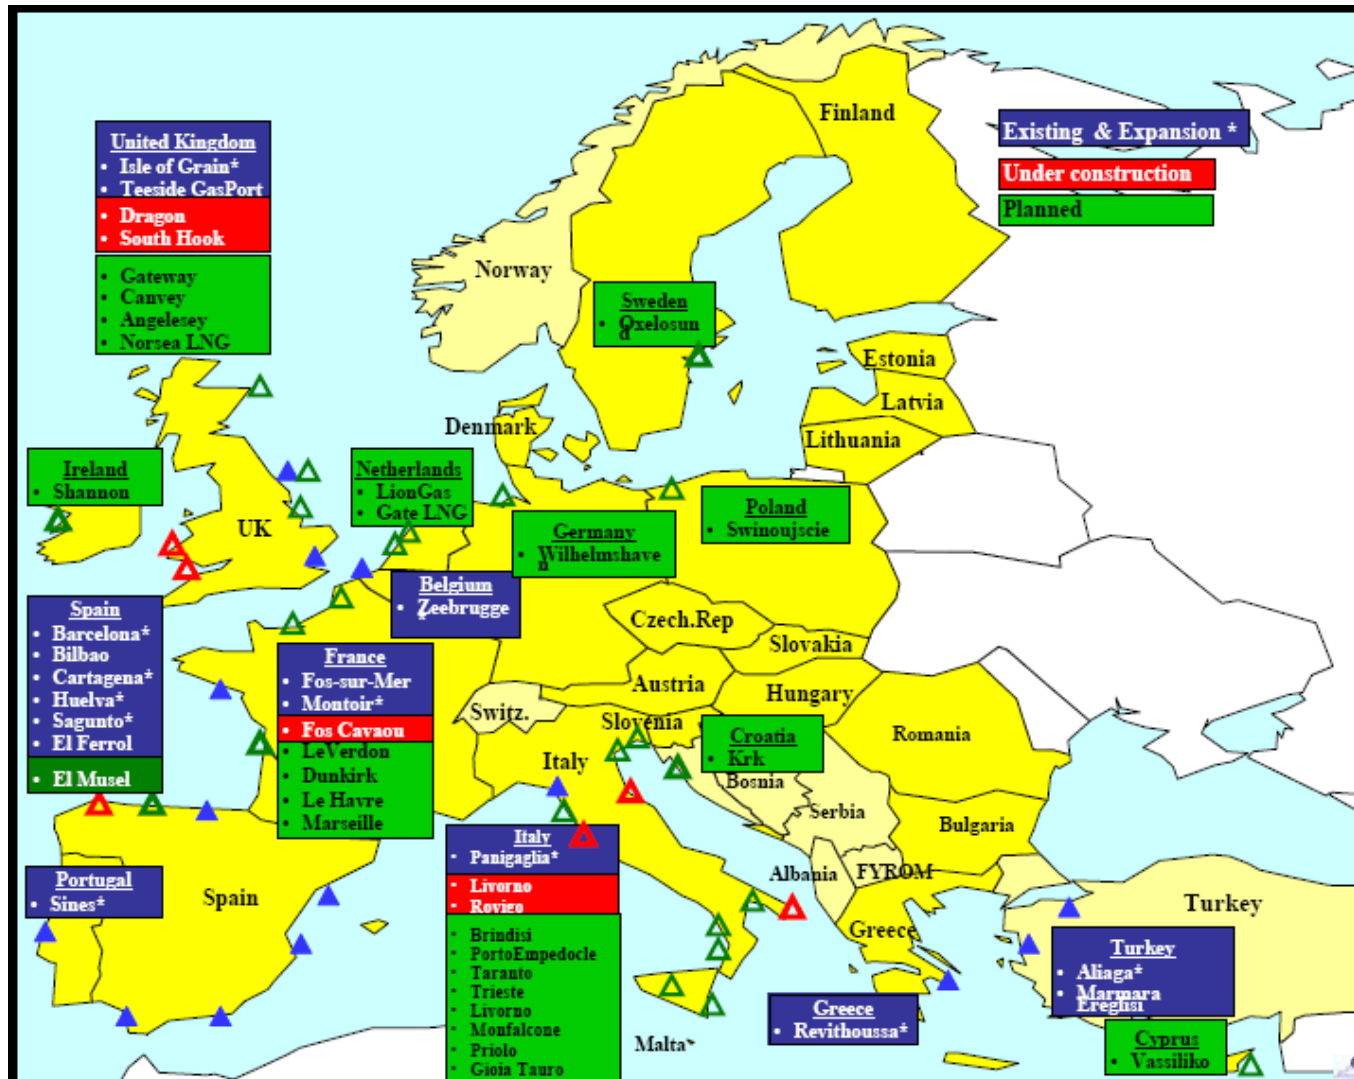 Finland
Existing & Expansion *
Under construction
Planned
United Kingdom
• Isle of Grain*
• Teeside GasPort
• Dragon
• South Hook
• Gateway
• Canvey
• Angelesey
• Norsea LNG
Norway
Sweden
• Oxelosun
d
Estonia
Latvia
Lithuania
Denmark
Ireland
• Shannon
Netherlands
• LionGas
• Gate LNG
UK
Germany
• Wilhelmshave
n
Poland
• Swinoujscie
Belgium
• Zeebrugge
*
Czech.Rep
Slovakia
Austria
Hungary
Switz.
Slovenia
Romania
Spain
• Barcelona*
• Bilbao
• Cartagena*
• Huelva*
• Sagunto*
• El Ferrol
• El Musel
France
• Fos-sur-Mer
• Montoir*
• Fos Cavaou
• LeVerdon
• Dunkirk
• Le Havre
• Marseille
Croatia
• Krk
Italy
Bosnia
Serbia
Bulgaria
Albania
FYROM
Italy
• Panigaglia*
• Livorno
• Rovigo
• Brindisi
• PortoEmpedocle
• Taranto
• Trieste
• Livorno
• Monfalcone
• Priolo
• Gioia Tauro
Portugal
• Sines*
Spain
Greece
Turkey
Turkey
• Aliaga*
• Marmara
Ereglisi
Greece
• Revithoussa*
Malta
Cyprus
• Vassiliko